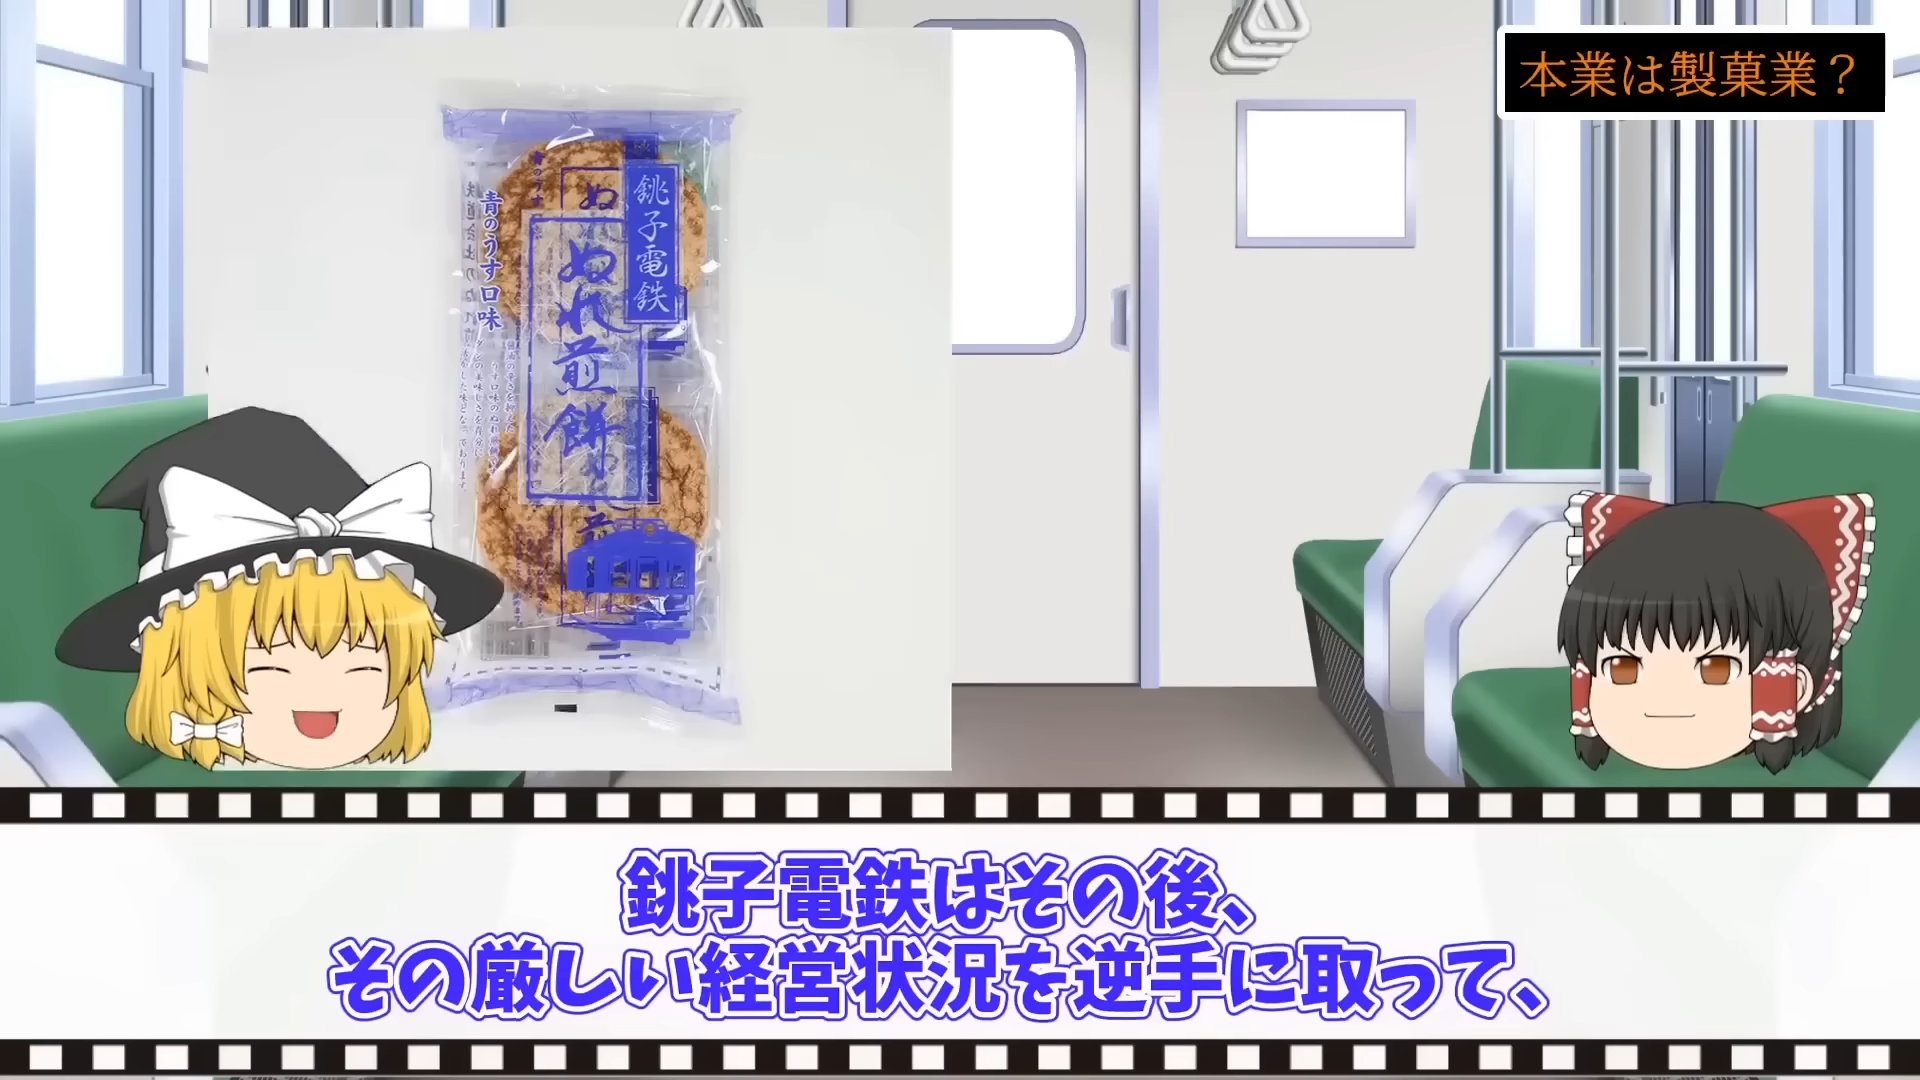 本業は製菓業？
銚子電鉄
ぬれ煎餅
青のうす口味
銚子電鉄はその後、
その厳しい経営状況を逆手に取って、